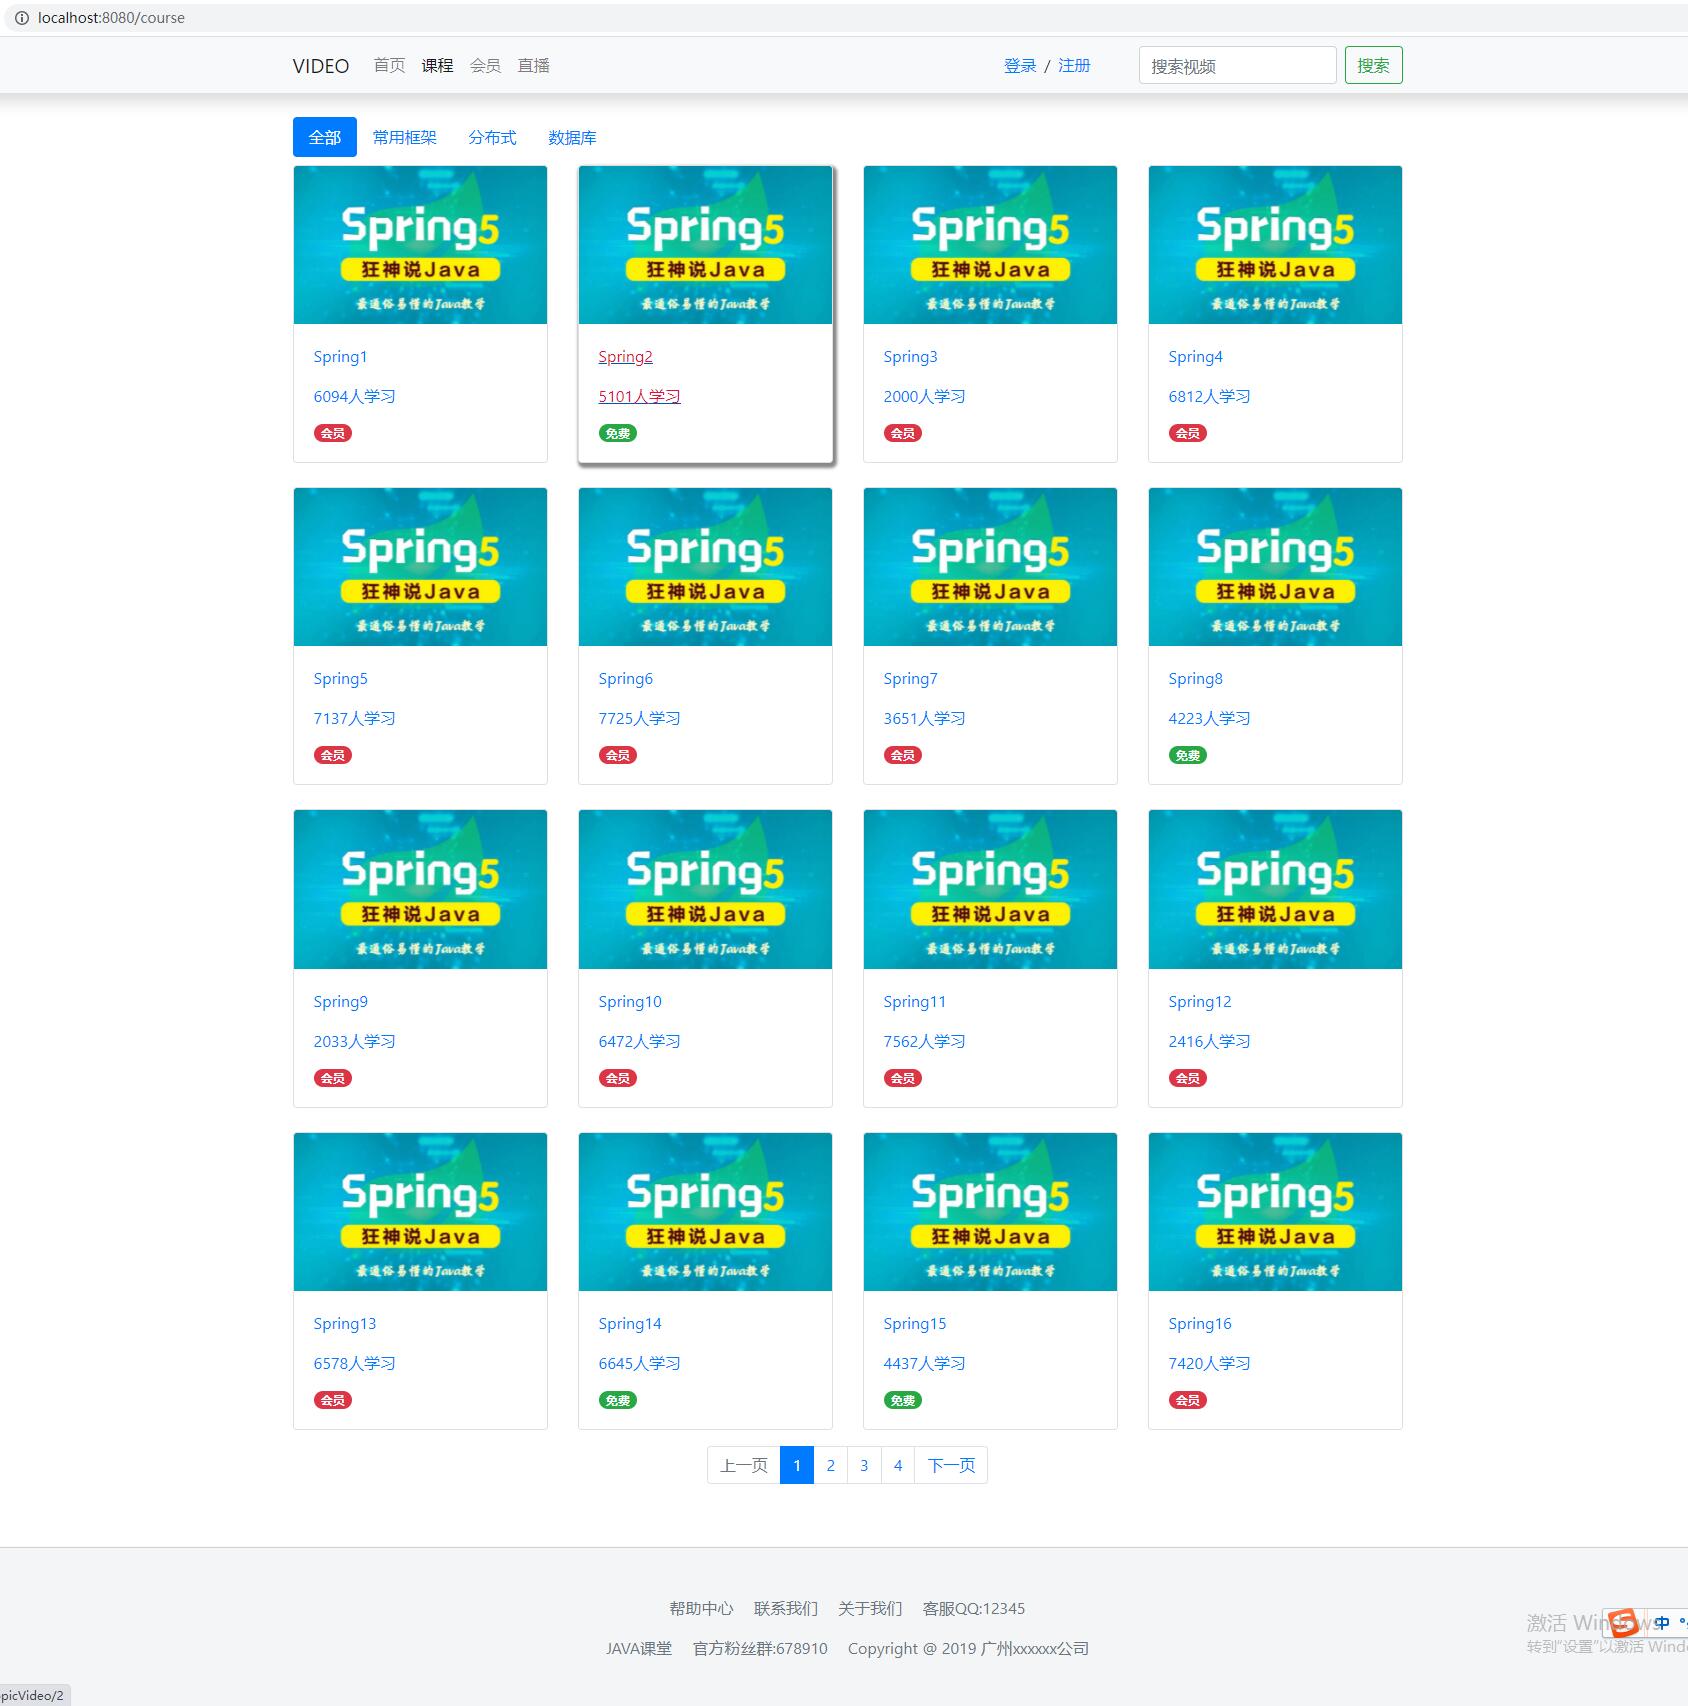 localhost:8080/course
VIDEO 首页 课程 会员 直播 登录 / 注册 搜索视频 搜索
全部 常用框架 分布式 数据库
Spring5 Spring5 Spring5 Spring5
狂神说Java 狂神说Java 狂神说Java 狂神说Java
最通俗易懂的Java教学 最通俗易懂的Java教学 最通俗易懂的Java教学 最通俗易懂的Java教学
Spring1 Spring2 Spring3 Spring4
6094人学习 5101人学习 2000人学习 6812人学习
会员 免费 会员 会员
Spring5 Spring5 Spring5 Spring5
狂神说Java 狂神说Java 狂神说Java 狂神说Java
最通俗易懂的Java教学 最通俗易懂的Java教学 最通俗易懂的Java教学 最通俗易懂的Java教学
Spring5 Spring6 Spring7 Spring8
7137人学习 7725人学习 3651人学习 4223人学习
会员 会员 会员 免费
Spring5 Spring5 Spring5 Spring5
狂神说Java 狂神说Java 狂神说Java 狂神说Java
最通俗易懂的Java教学 最通俗易懂的Java教学 最通俗易懂的Java教学 最通俗易懂的Java教学
Spring9 Spring10 Spring11 Spring12
2033人学习 6472人学习 7562人学习 2416人学习
会员 会员 会员 会员
Spring5 Spring5 Spring5 Spring5
狂神说Java 狂神说Java 狂神说Java 狂神说Java
最通俗易懂的Java教学 最通俗易懂的Java教学 最通俗易懂的Java教学 最通俗易懂的Java教学
Spring13 Spring14 Spring15 Spring16
6578人学习 6645人学习 4437人学习 7420人学习
会员 免费 免费 会员
上一页 1 2 3 4 下一页
帮助中心 联系我们 关于我们 客服QQ:12345
JAVA课堂 官方粉丝群:678910 Copyright @ 2019 广州xxxxxx公司
激活 Windows 中
转到"设置"以激活 Wind
picVideo/2